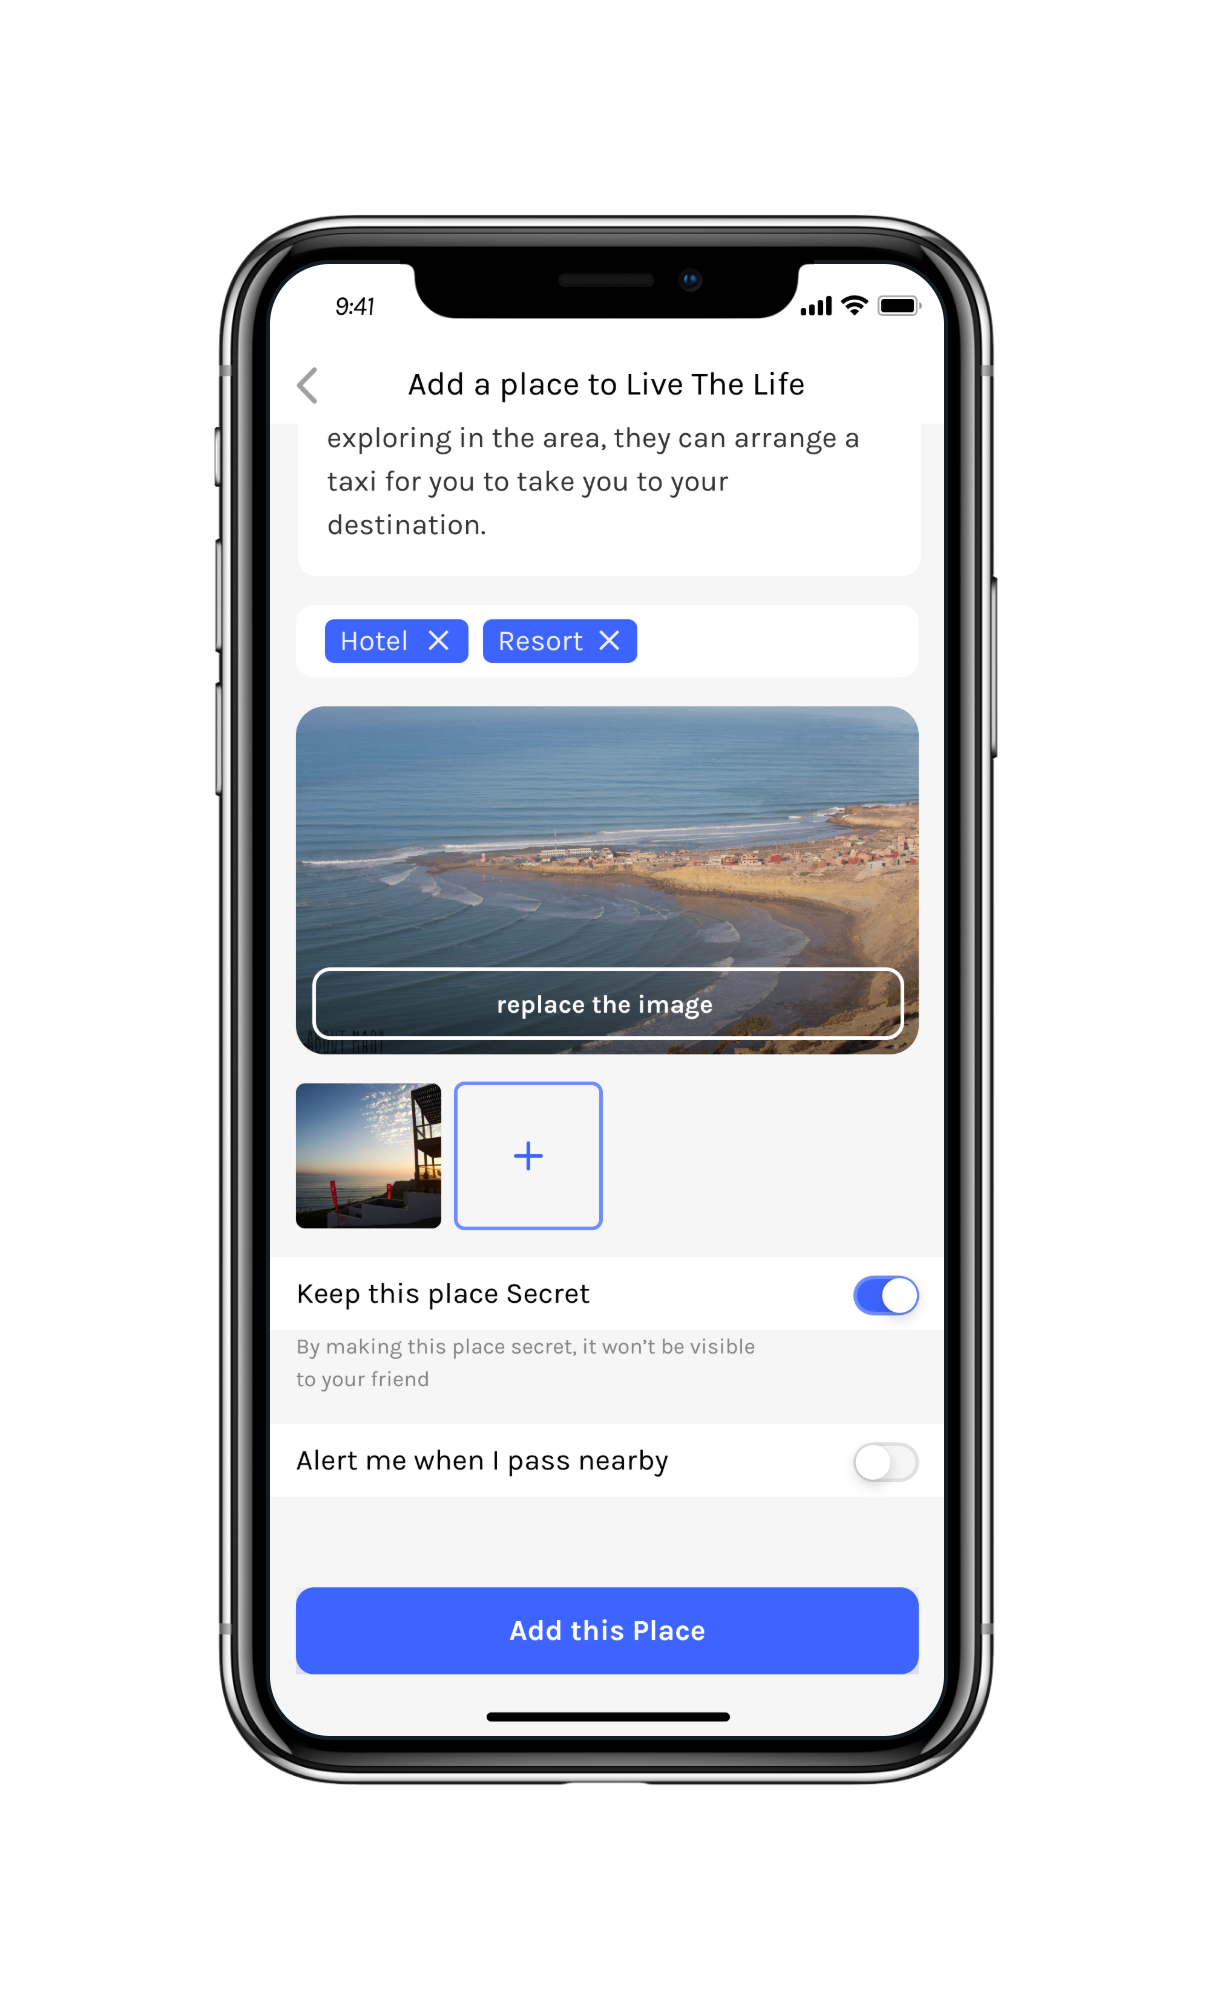 9:41
Add a place to Live The Life
exploring in the area, they can arrange a
taxi for you to take you to your
destination.
Hotel Resort
replace the image
Keep this place Secret
By making this place secret, it won’t be visible
to your friend
Alert me when I pass nearby
Add this Place